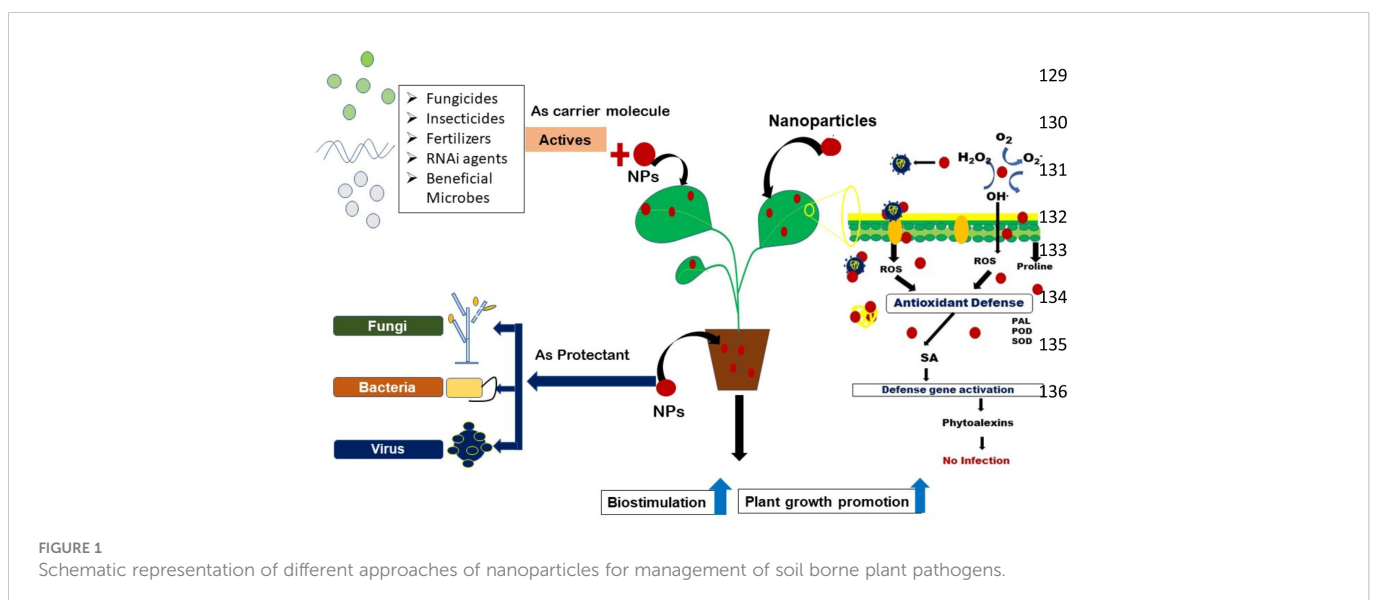 129
130
131
132
133
134
135
136
➢ Fungicides
➢ Insecticides
➢ Fertilizers
➢ RNAi agents
➢ Beneficial
Microbes
As carrier molecule
Actives
+
NPs
Nanoparticles
O₂
H₂O₂
O₂⁻
OH·
ROS
ROS
Proline
Antioxidant Defense
PAL
POD
SOD
SA
Defense gene activation
Phytoalexins
No Infection
Fungi
Bacteria
Virus
As Protectant
NPs
Biostimulation
Plant growth promotion
FIGURE 1
Schematic representation of different approaches of nanoparticles for management of soil borne plant pathogens.